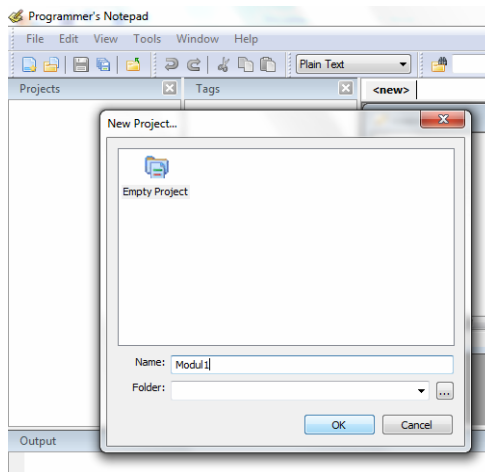 Programmer's Notepad
File Edit View Tools Window Help
Plain Text
Projects
Tags
<new>
New Project...
Empty Project
Name: Modul1
Folder:
...
OK
Cancel
Output